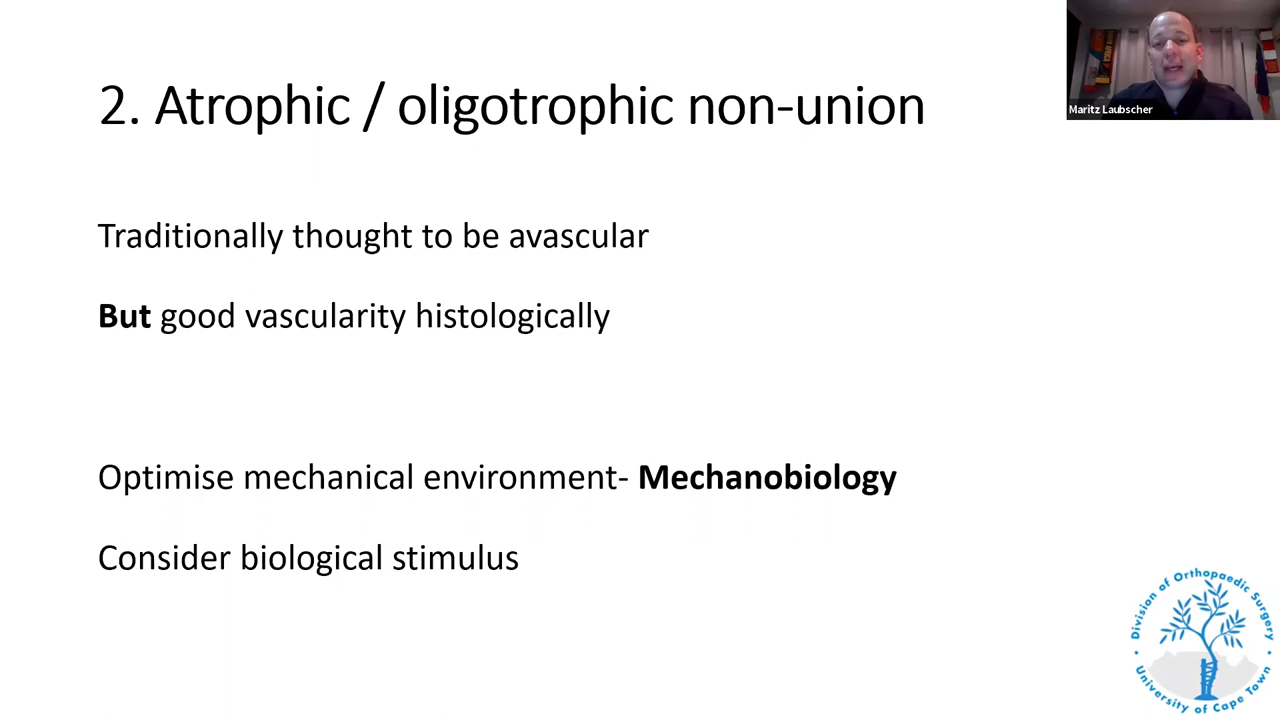 2. Atrophic / oligotrophic non-union
Maritz Laubscher
Traditionally thought to be avascular
But good vascularity histologically
Optimise mechanical environment- Mechanobiology
Consider biological stimulus
Division of Orthopaedic Surgery
University of Cape Town